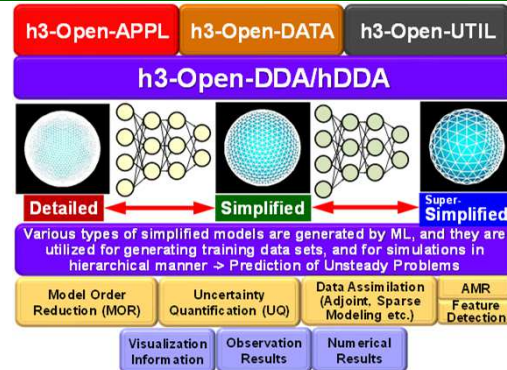 h3-Open-APPL
h3-Open-DATA
h3-Open-UTIL
h3-Open-DDA/hDDA
Detailed
Simplified
Super-
Simplified
Various types of simplified models are generated by ML, and they are
utilized for generating training data sets, and for simulations in
hierarchical manner -> Prediction of Unsteady Problems
Model Order
Reduction (MOR)
Uncertainty
Quantification (UQ)
Data Assimilation
(Adjoint, Sparse
Modeling etc.)
AMR
Feature
Detection
Visualization
Information
Observation
Results
Numerical
Results